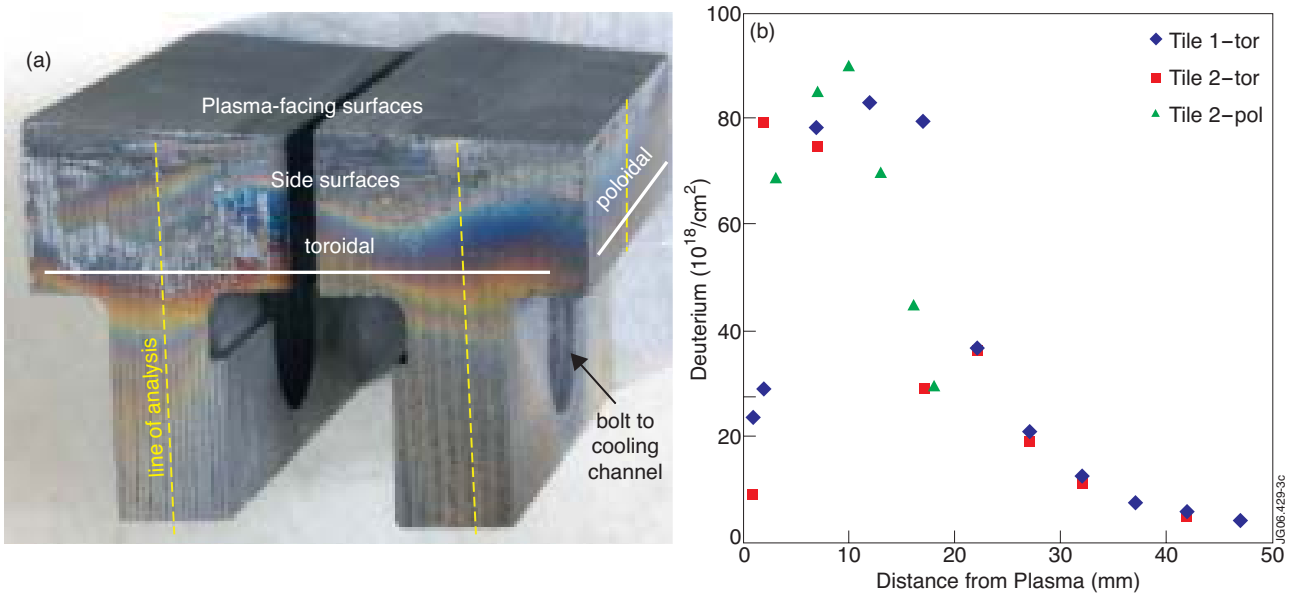 (a)
Plasma-facing surfaces
Side surfaces
toroidal
poloidal
line of analysis
bolt to
cooling
channel
(b)
Tile 1–tor
Tile 2–tor
Tile 2–pol
Deuterium (10¹⁸/cm²)
100
80
60
40
20
0
0
10
20
30
40
50
Distance from Plasma (mm)
JG06.429-3c